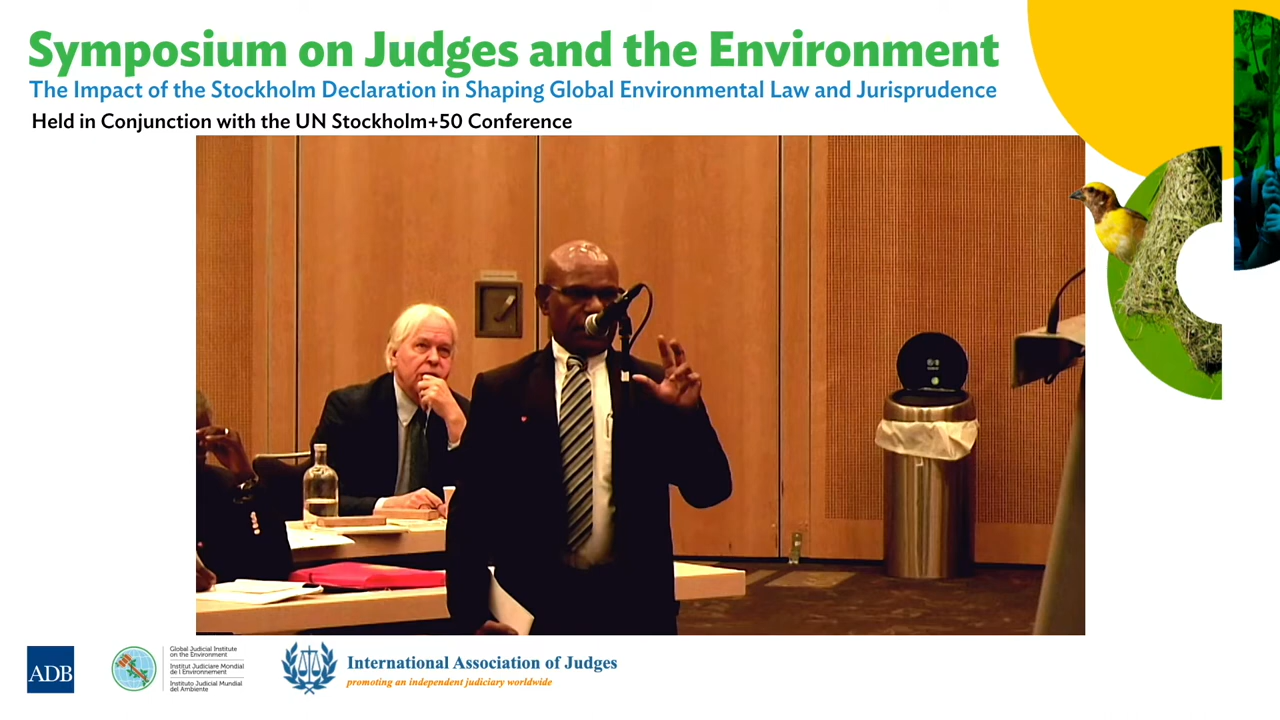 Symposium on Judges and the Environment
The Impact of the Stockholm Declaration in Shaping Global Environmental Law and Jurisprudence
Held in Conjunction with the UN Stockholm+50 Conference
ADB
Global Judicial Institute
on the Environment
Institut Judiciaire Mondial
de l'Environnement
Instituto Judicial Mundial
del Ambiente
International Association of Judges
promoting an independent judiciary worldwide